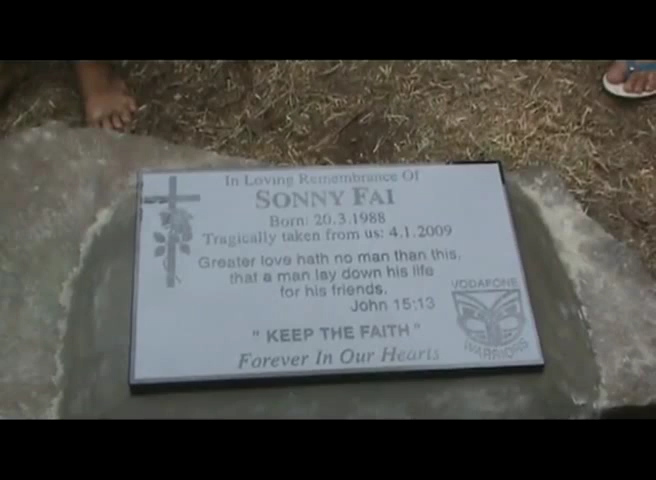 In Loving Remembrance Of
SONNY FAI
Born: 20.3.1988
Tragically taken from us: 4.1.2009
Greater love hath no man than this,
that a man lay down his life
for his friends.
John 15:13
VODAFONE
WARRIORS
" KEEP THE FAITH "
Forever In Our Hearts